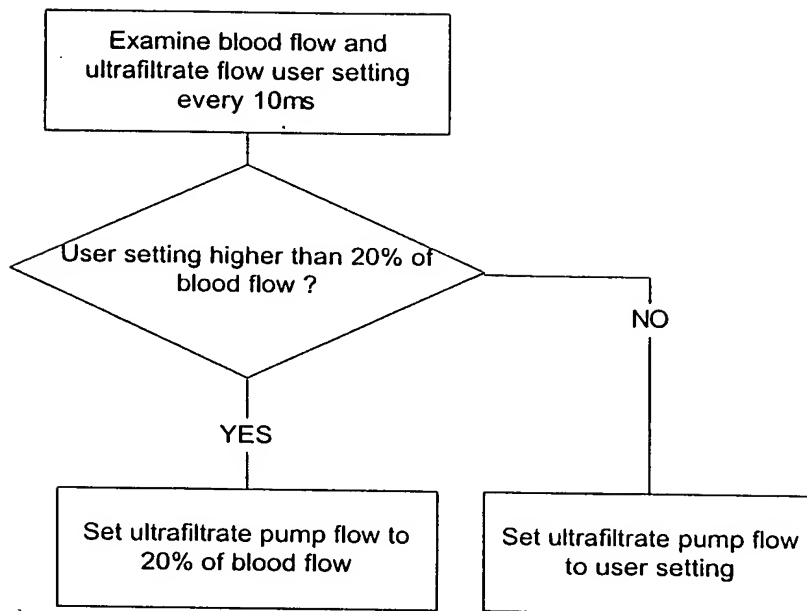 Examine blood flow and
ultrafiltrate flow user setting
every 10ms
User setting higher than 20% of
blood flow ?
NO
YES
Set ultrafiltrate pump flow to
20% of blood flow
Set ultrafiltrate pump flow
to user setting